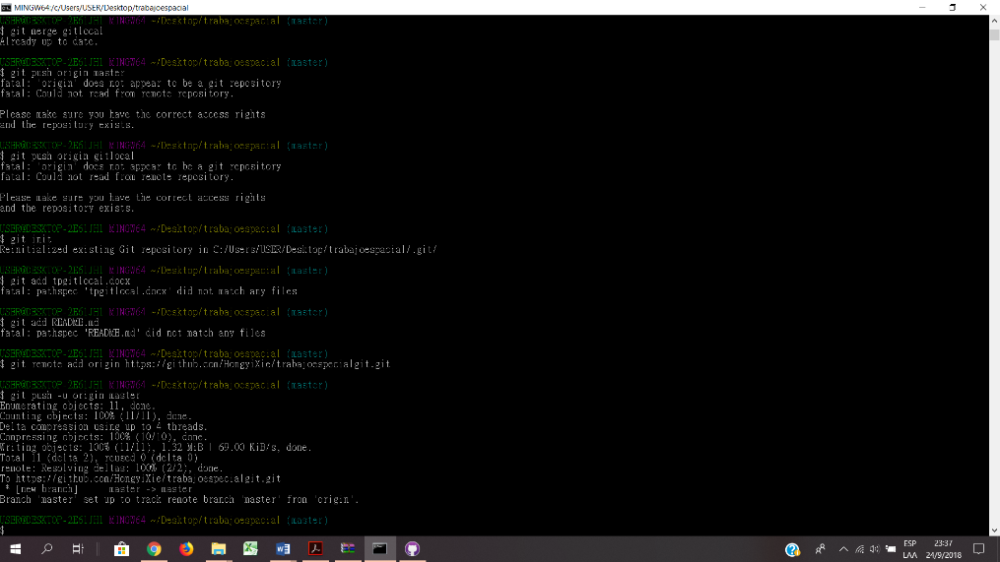 MINGW64:/c/Users/USER/Desktop/trabajoespacial
USER@DESKTOP-2E61JH1 MINGW64 ~/Desktop/trabajoespacial (master)
$ git merge gitlocal
Already up to date.
USER@DESKTOP-2E61JH1 MINGW64 ~/Desktop/trabajoespacial (master)
$ git push origin master
fatal: 'origin' does not appear to be a git repository
fatal: Could not read from remote repository.
Please make sure you have the correct access rights
and the repository exists.
USER@DESKTOP-2E61JH1 MINGW64 ~/Desktop/trabajoespacial (master)
$ git push origin gitlocal
fatal: 'origin' does not appear to be a git repository
fatal: Could not read from remote repository.
Please make sure you have the correct access rights
and the repository exists.
USER@DESKTOP-2E61JH1 MINGW64 ~/Desktop/trabajoespacial (master)
$ git init
Reinitialized existing Git repository in C:/Users/USER/Desktop/trabajoespacial/.git/
USER@DESKTOP-2E61JH1 MINGW64 ~/Desktop/trabajoespacial (master)
$ git add tpgitlocal.docx
fatal: pathspec 'tpgitlocal.docx' did not match any files
USER@DESKTOP-2E61JH1 MINGW64 ~/Desktop/trabajoespacial (master)
$ git add README.md
fatal: pathspec 'README.md' did not match any files
USER@DESKTOP-2E61JH1 MINGW64 ~/Desktop/trabajoespacial (master)
$ git remote add origin https://github.com/HongyiXie/trabajoespecialgit.git
USER@DESKTOP-2E61JH1 MINGW64 ~/Desktop/trabajoespacial (master)
$ git push -u origin master
Enumerating objects: 11, done.
Counting objects: 100% (11/11), done.
Delta compression using up to 4 threads.
Compressing objects: 100% (10/10), done.
Writing objects: 100% (11/11), 1.32 MiB | 69.00 KiB/s, done.
Total 11 (delta 2), reused 0 (delta 0)
remote: Resolving deltas: 100% (2/2), done.
To https://github.com/HongyiXie/trabajoespecialgit.git
 * [new branch]      master -> master
Branch 'master' set up to track remote branch 'master' from 'origin'.
USER@DESKTOP-2E61JH1 MINGW64 ~/Desktop/trabajoespacial (master)
$
ESP 23:37
LAA 24/9/2018